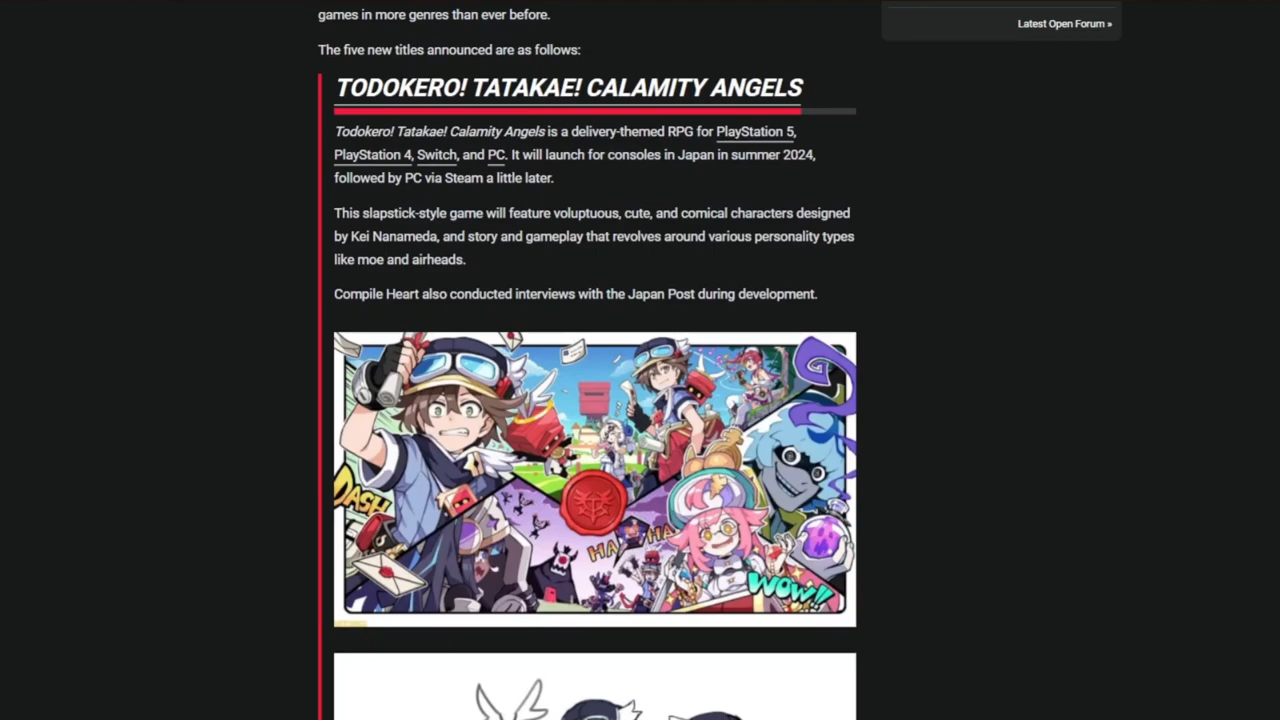 games in more genres than ever before.
Latest Open Forum »
The five new titles announced are as follows:
TODOKERO! TATAKAE! CALAMITY ANGELS
Todokero! Tatakae! Calamity Angels is a delivery-themed RPG for PlayStation 5,
PlayStation 4, Switch, and PC. It will launch for consoles in Japan in summer 2024,
followed by PC via Steam a little later.
This slapstick-style game will feature voluptuous, cute, and comical characters designed
by Kei Nanameda, and story and gameplay that revolves around various personality types
like moe and airheads.
Compile Heart also conducted interviews with the Japan Post during development.
DASH
HA HA
WOW!!